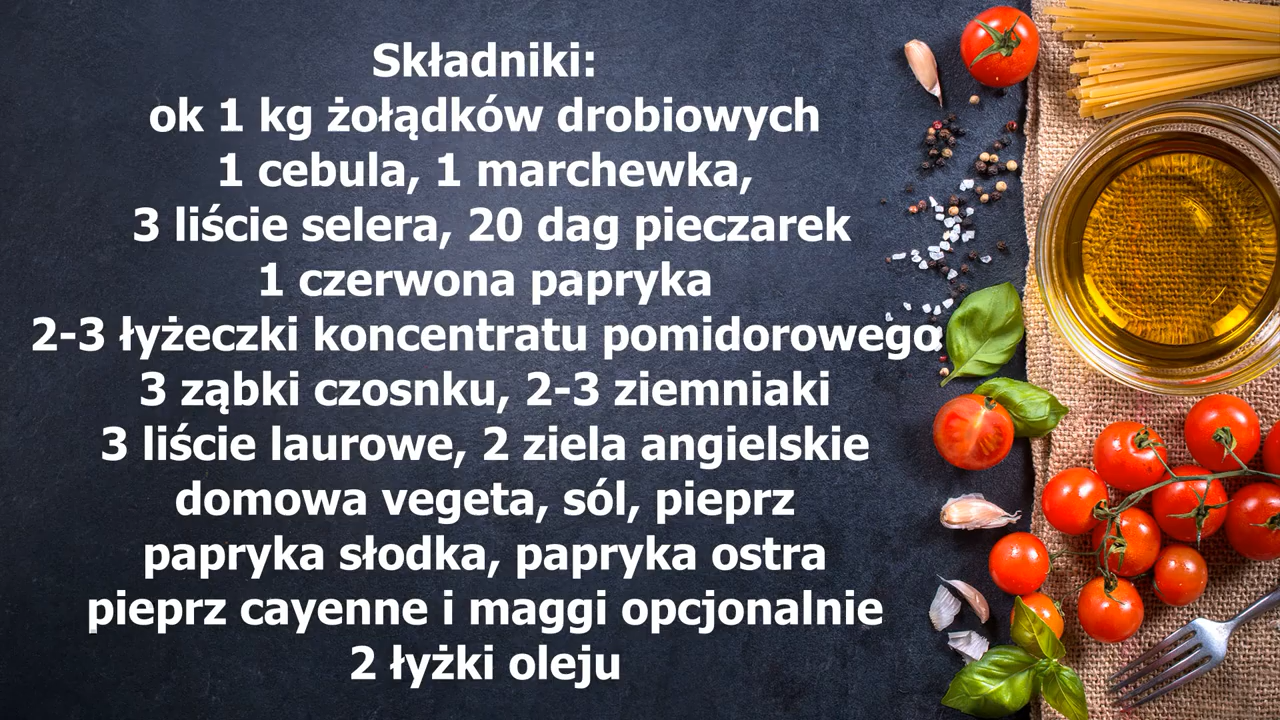 Składniki:
ok 1 kg żołądków drobiowych
1 cebula, 1 marchewka,
3 liście selera, 20 dag pieczarek
1 czerwona papryka
2-3 łyżeczki koncentratu pomidorowego
3 ząbki czosnku, 2-3 ziemniaki
3 liście laurowe, 2 ziela angielskie
domowa vegeta, sól, pieprz
papryka słodka, papryka ostra
pieprz cayenne i maggi opcjonalnie
2 łyżki oleju